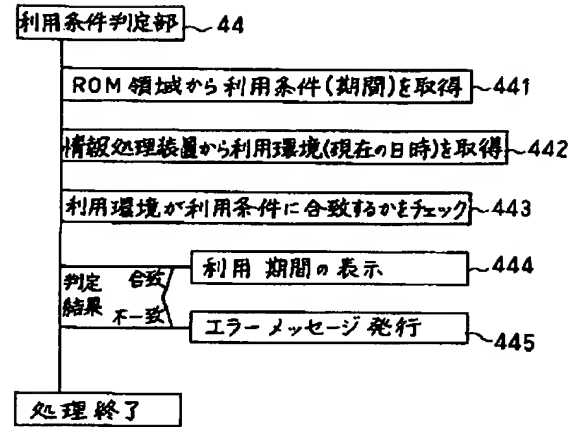 利用条件判定部 44
ROM領域から利用条件(期間)を取得 441
情報処理装置から利用環境(現在の日時)を取得 442
利用環境が利用条件に合致するかをチェック 443
判定結果
合致
利用期間の表示 444
不一致
エラーメッセージ発行 445
処理終了